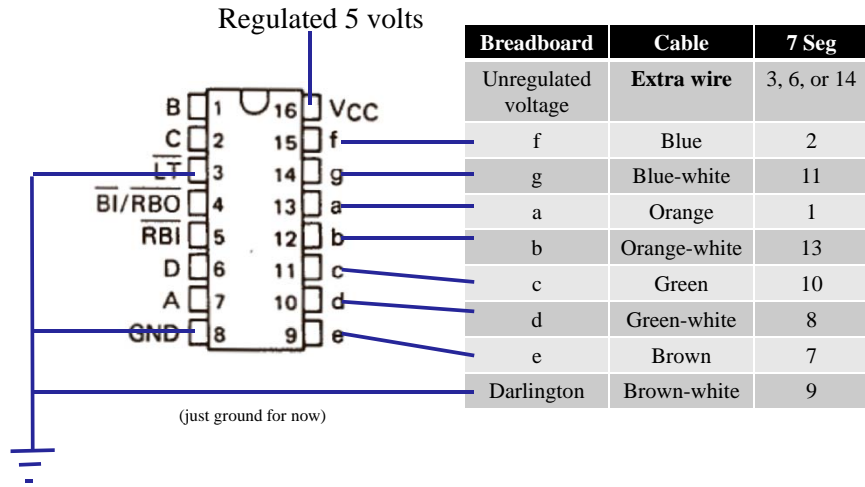 Regulated 5 volts
B 1 16 VCC
C 2 15 f
LT 3 14 g
BI/RBO 4 13 a
RBI 5 12 b
D 6 11 c
A 7 10 d
GND 8 9 e
(just ground for now)
Breadboard Cable 7 Seg
Unregulated voltage Extra wire 3, 6, or 14
f Blue 2
g Blue-white 11
a Orange 1
b Orange-white 13
c Green 10
d Green-white 8
e Brown 7
Darlington Brown-white 9